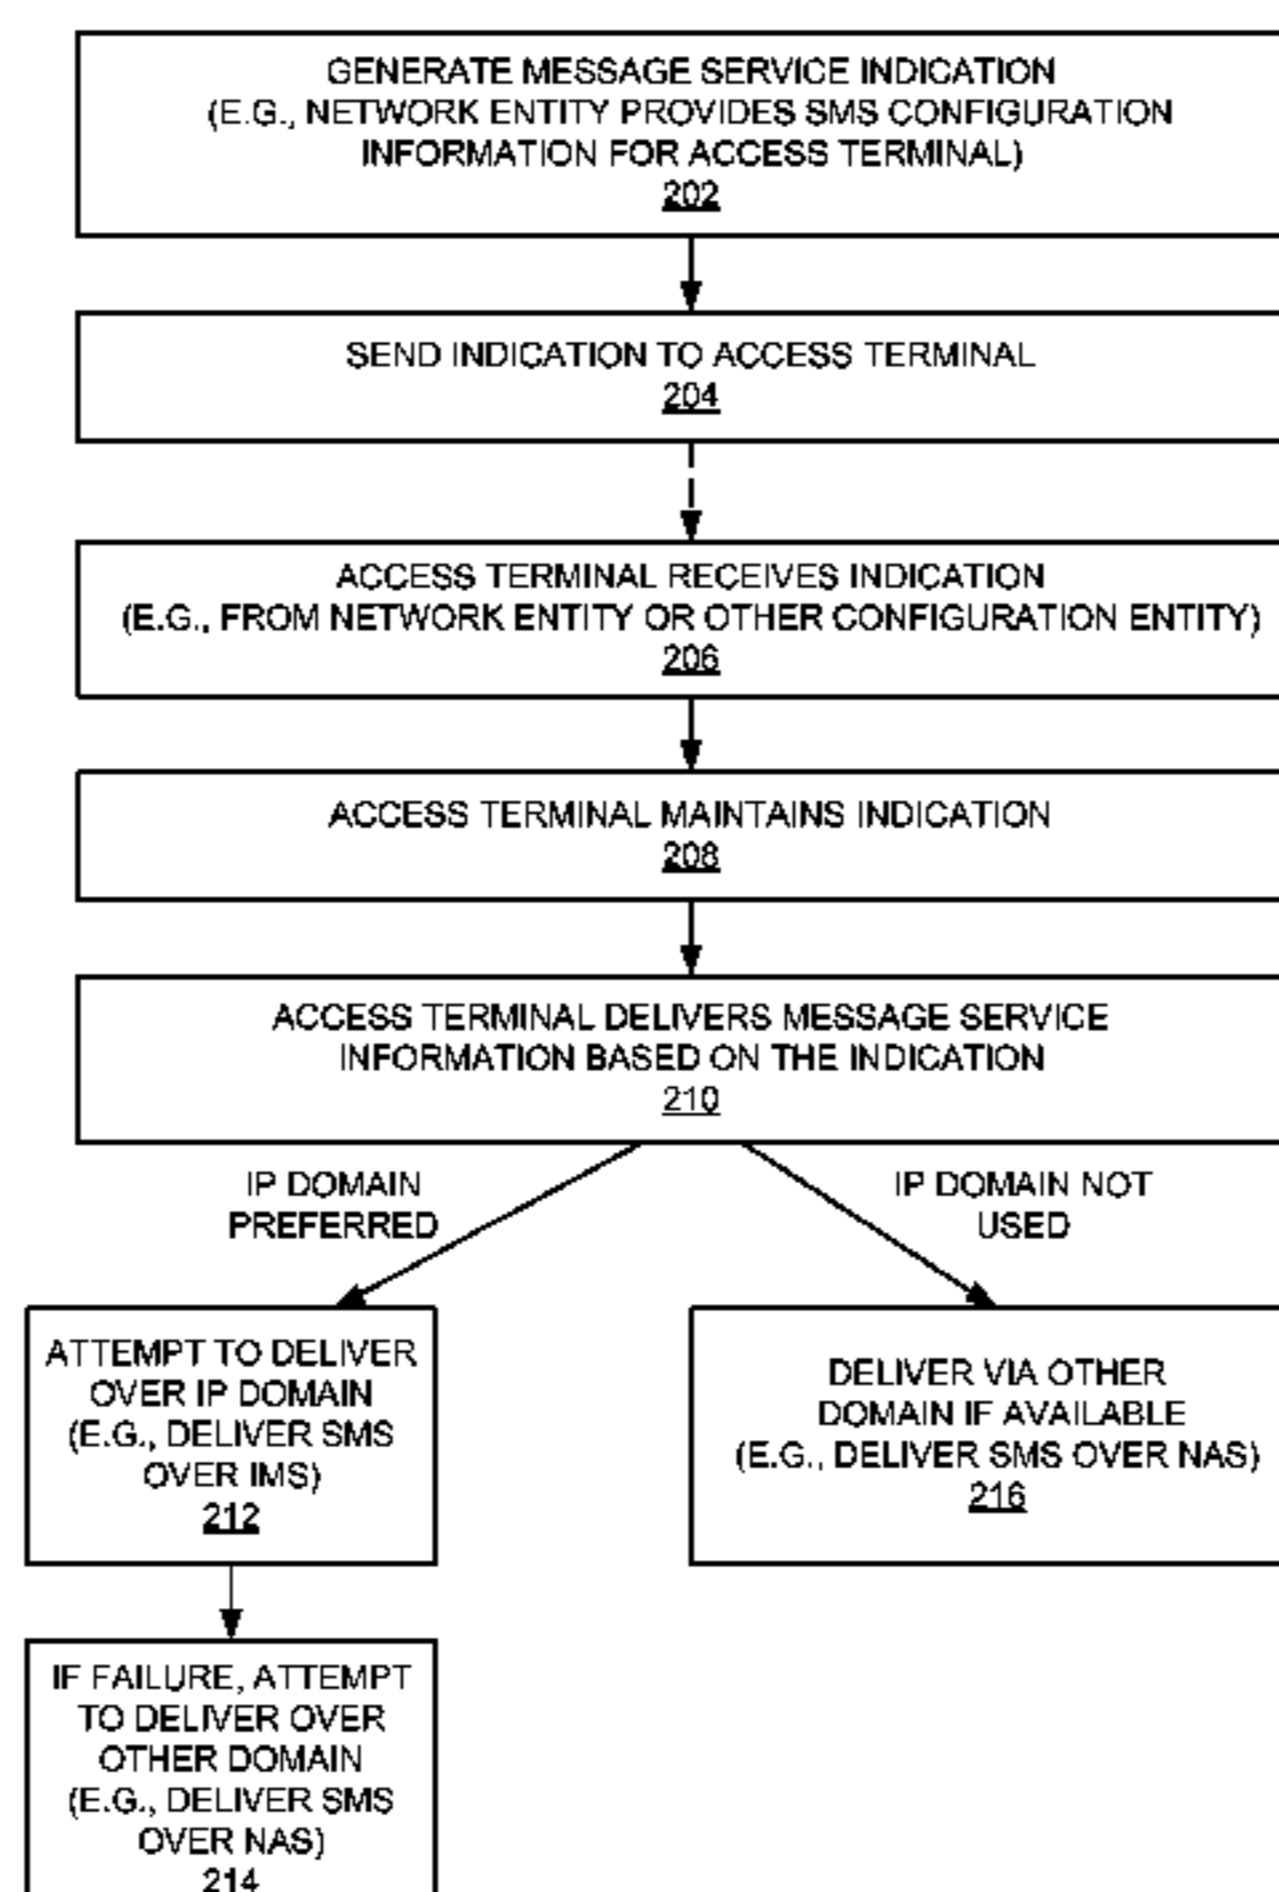 GENERATE MESSAGE SERVICE INDICATION
(E.G., NETWORK ENTITY PROVIDES SMS CONFIGURATION
INFORMATION FOR ACCESS TERMINAL)
202
SEND INDICATION TO ACCESS TERMINAL
204
ACCESS TERMINAL RECEIVES INDICATION
(E.G., FROM NETWORK ENTITY OR OTHER CONFIGURATION ENTITY)
206
ACCESS TERMINAL MAINTAINS INDICATION
208
ACCESS TERMINAL DELIVERS MESSAGE SERVICE
INFORMATION BASED ON THE INDICATION
210
IP DOMAIN
PREFERRED
IP DOMAIN NOT
USED
ATTEMPT TO DELIVER
OVER IP DOMAIN
(E.G., DELIVER SMS
OVER IMS)
212
DELIVER VIA OTHER
DOMAIN IF AVAILABLE
(E.G., DELIVER SMS OVER NAS)
216
IF FAILURE, ATTEMPT
TO DELIVER OVER
OTHER DOMAIN
(E.G., DELIVER SMS
OVER NAS)
214